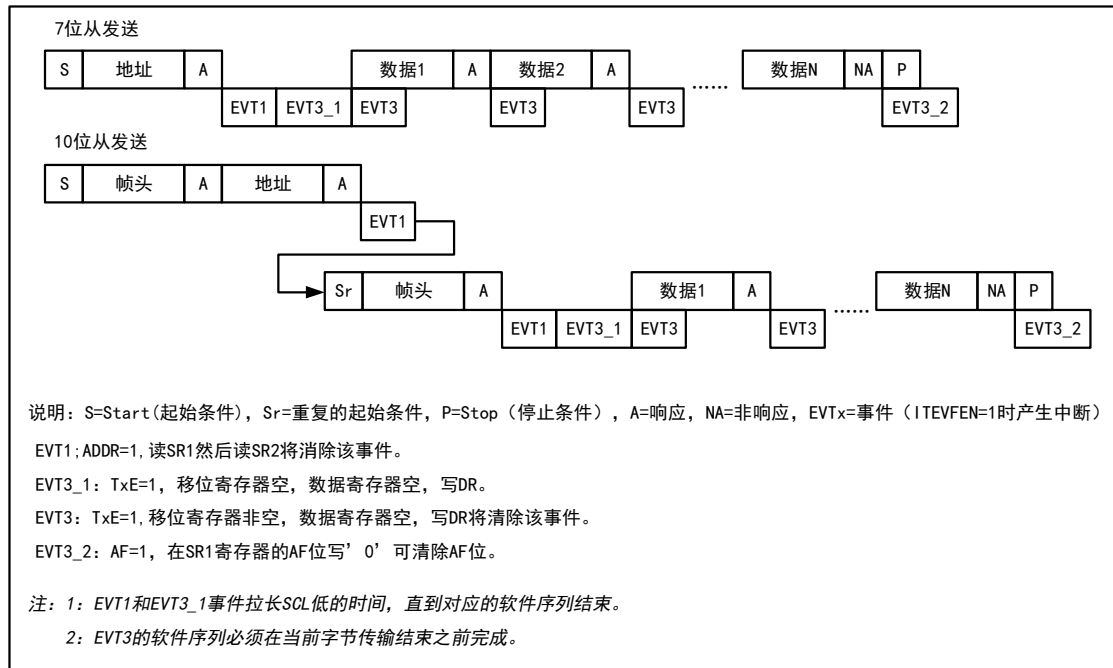 7位从发送
S 地址 A 数据1 A 数据2 A …… 数据N NA P
EVT1 EVT3_1 EVT3 EVT3 EVT3 EVT3_2
10位从发送
S 帧头 A 地址 A
EVT1
Sr 帧头 A 数据1 A …… 数据N NA P
EVT1 EVT3_1 EVT3 EVT3 EVT3_2
说明：S=Start(起始条件)，Sr=重复的起始条件，P=Stop（停止条件），A=响应，NA=非响应，EVTx=事件（ITEVFEN=1时产生中断）
EVT1;ADDR=1,读SR1然后读SR2将消除该事件。
EVT3_1：TxE=1，移位寄存器空，数据寄存器空，写DR。
EVT3：TxE=1,移位寄存器非空，数据寄存器空，写DR将清除该事件。
EVT3_2：AF=1，在SR1寄存器的AF位写’0’可清除AF位。
注：1：EVT1和EVT3_1事件拉长SCL低的时间，直到对应的软件序列结束。
2：EVT3的软件序列必须在当前字节传输结束之前完成。